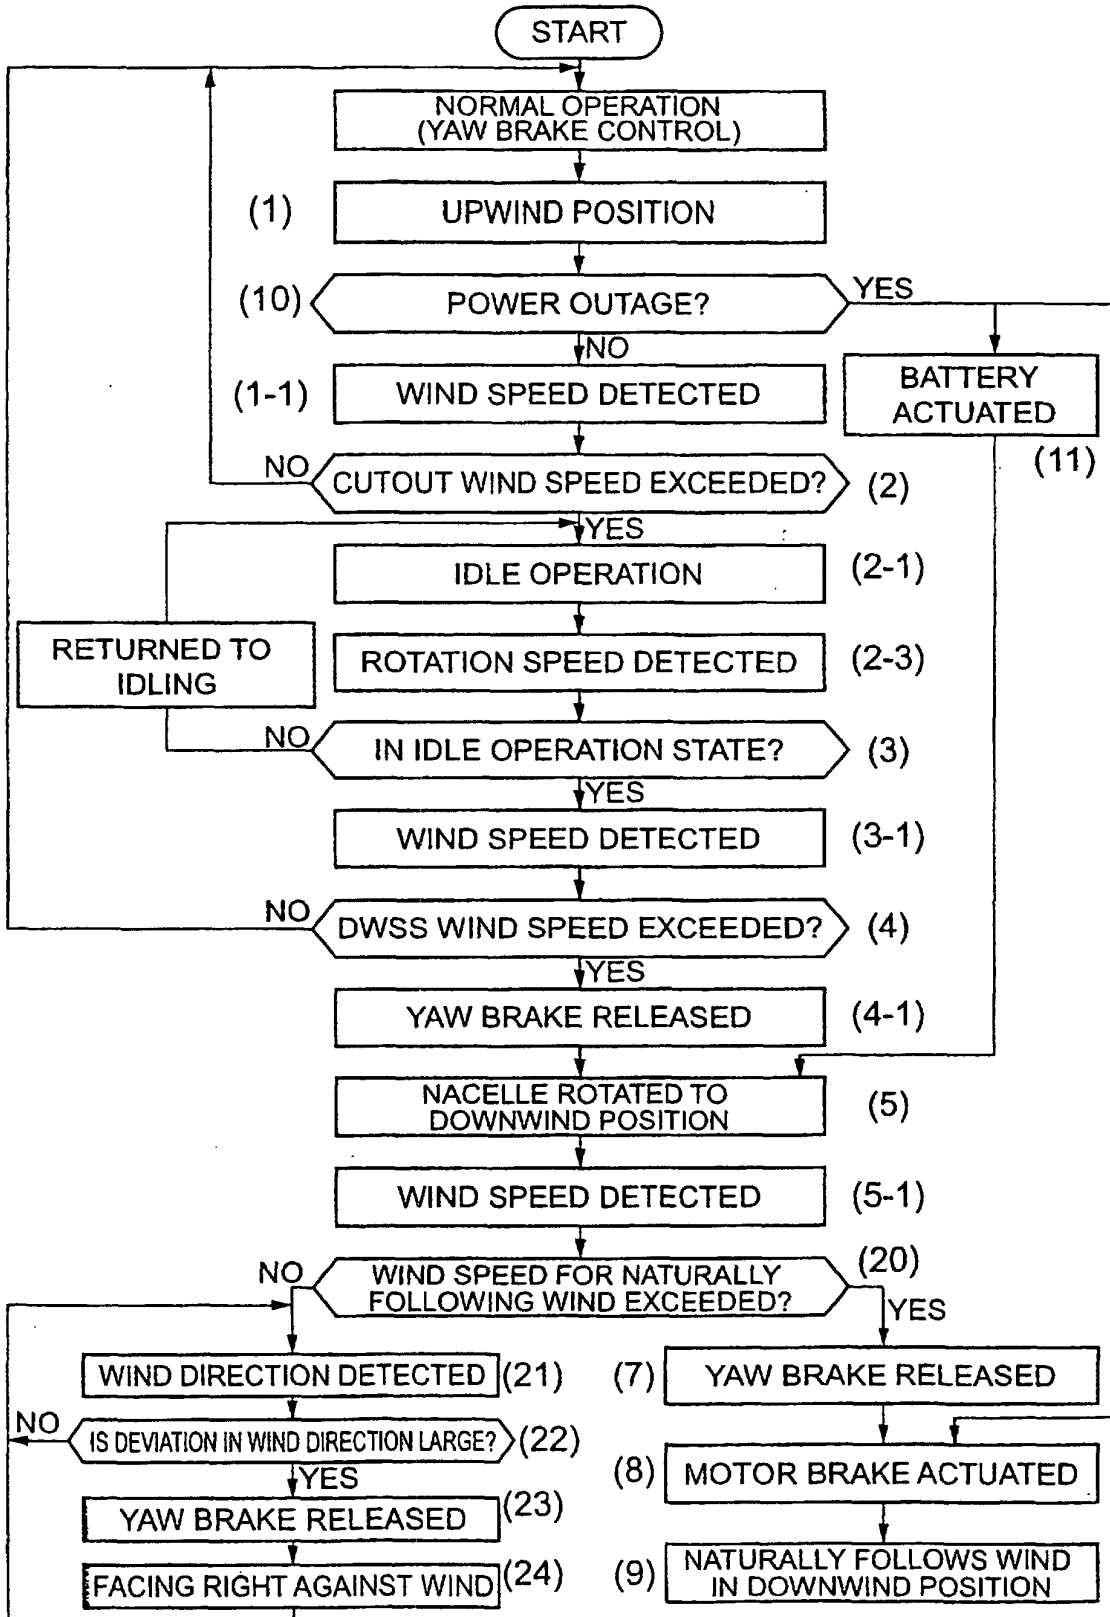 START
NORMAL OPERATION
(YAW BRAKE CONTROL)
(1)
UPWIND POSITION
(10)
POWER OUTAGE?
YES
NO
(1-1)
WIND SPEED DETECTED
BATTERY
ACTUATED
(11)
NO
CUTOUT WIND SPEED EXCEEDED?
(2)
YES
IDLE OPERATION
(2-1)
RETURNED TO
IDLING
ROTATION SPEED DETECTED
(2-3)
NO
IN IDLE OPERATION STATE?
(3)
YES
WIND SPEED DETECTED
(3-1)
NO
DWSS WIND SPEED EXCEEDED?
(4)
YES
YAW BRAKE RELEASED
(4-1)
NACELLE ROTATED TO
DOWNWIND POSITION
(5)
WIND SPEED DETECTED
(5-1)
NO
WIND SPEED FOR NATURALLY
FOLLOWING WIND EXCEEDED?
(20)
YES
WIND DIRECTION DETECTED
(21)
(7)
YAW BRAKE RELEASED
NO
IS DEVIATION IN WIND DIRECTION LARGE?
(22)
YES
(8)
MOTOR BRAKE ACTUATED
YAW BRAKE RELEASED
(23)
FACING RIGHT AGAINST WIND
(24)
(9)
NATURALLY FOLLOWS WIND
IN DOWNWIND POSITION